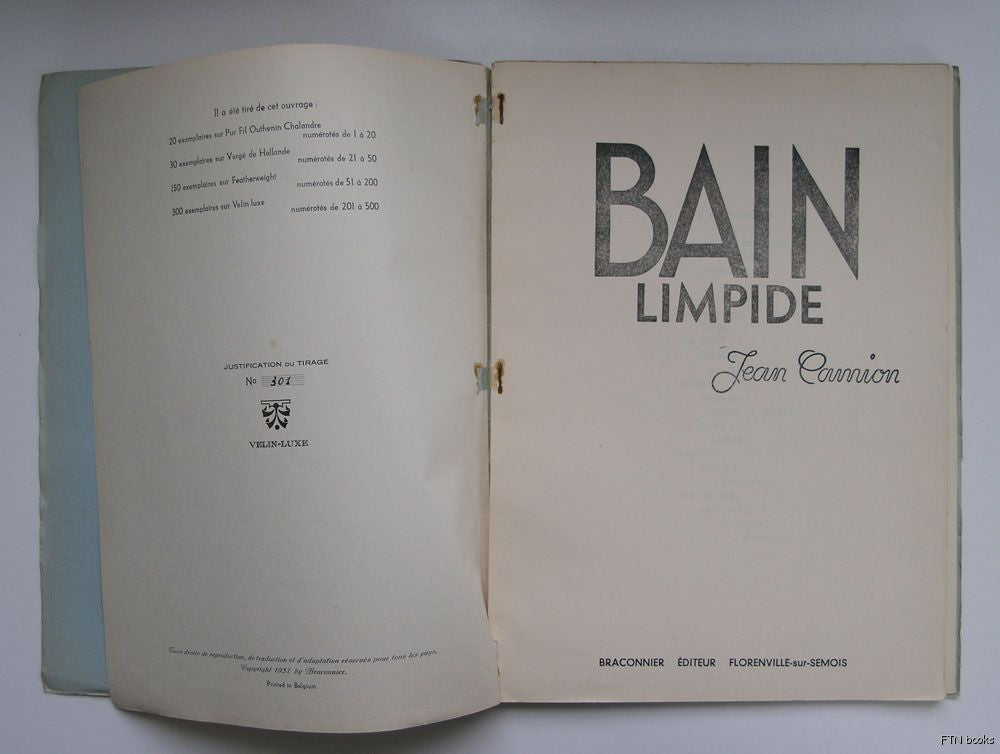 Il a été tiré de cet ouvrage :
20 exemplaires sur Pur Fil Outhenin Chalandre numérotés de 1 à 20
30 exemplaires sur Vergé de Hollande numérotés de 21 à 50
150 exemplaires sur Featherweight numérotés de 51 à 200
300 exemplaires sur Velin luxe numérotés de 201 à 500
JUSTIFICATION DU TIRAGE
No 301
VELIN-LUXE
Tous droits de reproduction, de traduction et d'adaptation réservés pour tous les pays.
Copyright 1937 by Braconnier.
Printed in Belgium.
BAIN
LIMPIDE
Jean Camion
BRACONNIER ÉDITEUR FLORENVILLE-sur-SEMOIS
FTN books